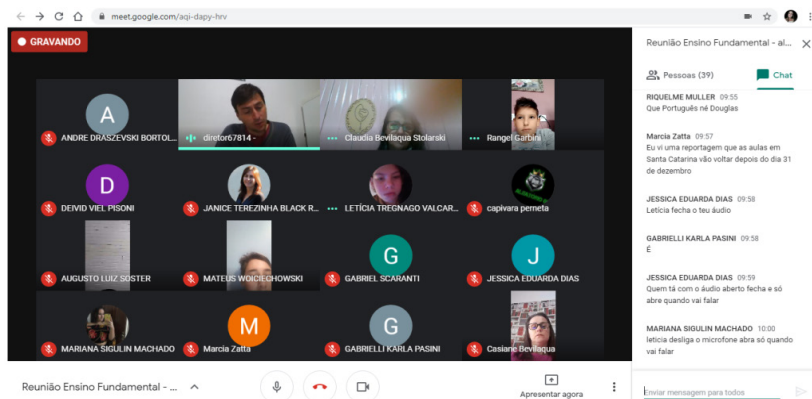 meet.google.com/aqi-dapy-hrv
GRAVANDO
Reunião Ensino Fundamental - al...
Pessoas (39)
Chat
A
ANDRE DRASZEVSKI BORTOL...
diretor67814 -
Claudia Bevilaqua Stolarski
Rangel Garbini
D
DEIVID VIEL PISONI
JANICE TEREZINHA BLACK R...
LETÍCIA TREGNAGO VALCAR...
capivara perneta
AUGUSTO LUIZ SOSTER
MATEUS WOICIECHOWSKI
G
GABRIEL SCARANTI
J
JESSICA EDUARDA DIAS
MARIANA SIGULIN MACHADO
M
Marcia Zatta
G
GABRIELLI KARLA PASINI
Casiane Bevilaqua
RIQUELME MULLER 09:55
Que Português né Douglas
Marcia Zatta 09:57
Eu vi uma reportagem que as aulas em
Santa Catarina vão voltar depois do dia 31
de dezembro
JESSICA EDUARDA DIAS 09:58
Letícia fecha o teu áudio
GABRIELLI KARLA PASINI 09:58
É
JESSICA EDUARDA DIAS 09:59
Quem tá com o áudio aberto fecha e só
abre quando vai falar
MARIANA SIGULIN MACHADO 10:00
leticia desliga o microfone abra só quando
vai falar
Reunião Ensino Fundamental - ...
Apresentar agora
Enviar mensagem para todos